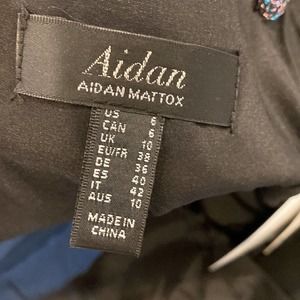 Aidan
AIDAN MATTOX
US 6
CAN 6
UK 10
EU/FR 38
DE 36
ES 40
IT 42
AUS 10
MADE IN
CHINA